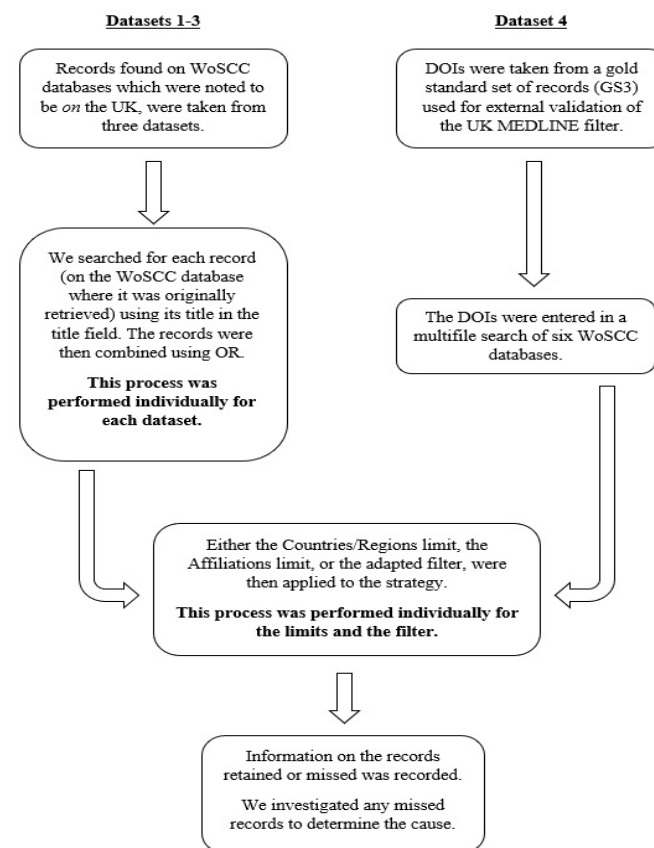 Datasets 1-3
Records found on WoSCC
databases which were noted to
be on the UK, were taken from
three datasets.
We searched for each record
(on the WoSCC database
where it was originally
retrieved) using its title in the
title field. The records were
then combined using OR.
This process was
performed individually for
each dataset.
Dataset 4
DOIs were taken from a gold
standard set of records (GS3)
used for external validation of
the UK MEDLINE filter.
The DOIs were entered in a
multifile search of six WoSCC
databases.
Either the Countries/Regions limit, the
Affiliations limit, or the adapted filter, were
then applied to the strategy.
This process was performed individually for
the limits and the filter.
Information on the records
retained or missed was recorded.
We investigated any missed
records to determine the cause.